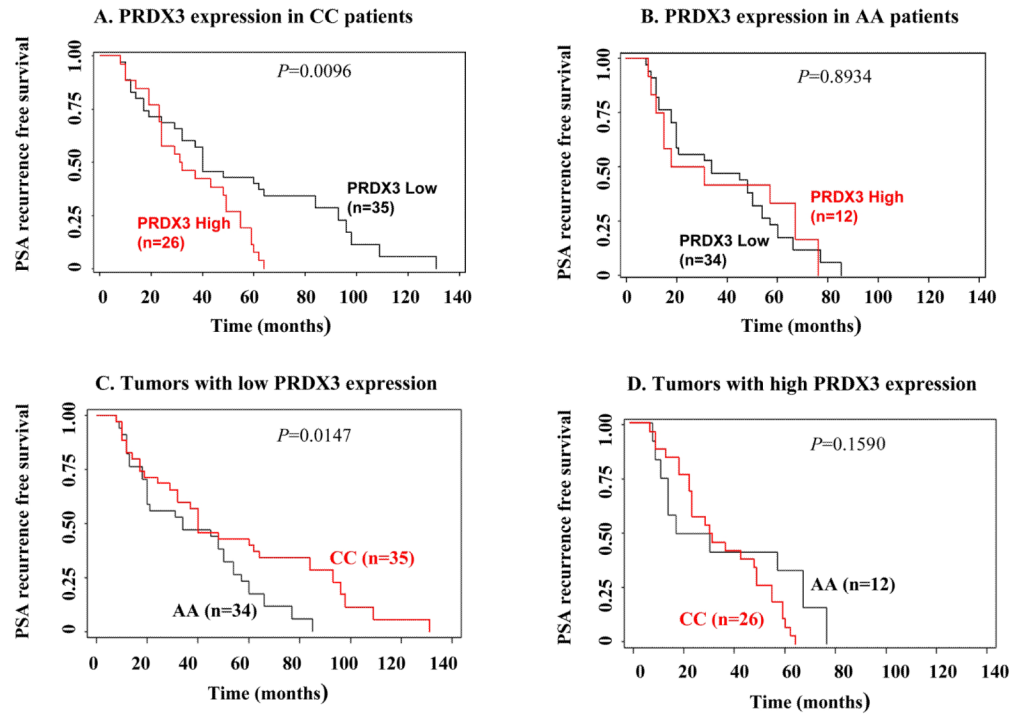 A. PRDX3 expression in CC patients
PSA recurrence free survival
1.00
0.75
0.50
0.25
0
P=0.0096
PRDX3 Low
(n=35)
PRDX3 High
(n=26)
0 20 40 60 80 100 120 140
Time (months)
B. PRDX3 expression in AA patients
PSA recurrence free survival
1.00
0.75
0.50
0.25
0
P=0.8934
PRDX3 High
(n=12)
PRDX3 Low
(n=34)
0 20 40 60 80 100 120 140
Time (months)
C. Tumors with low PRDX3 expression
PSA recurrence free survival
1.00
0.75
0.50
0.25
0
P=0.0147
CC (n=35)
AA (n=34)
0 20 40 60 80 100 120 140
Time (months)
D. Tumors with high PRDX3 expression
PSA recurrence free survival
1.00
0.75
0.50
0.25
0
P=0.1590
AA (n=12)
CC (n=26)
0 20 40 60 80 100 120 140
Time (months)